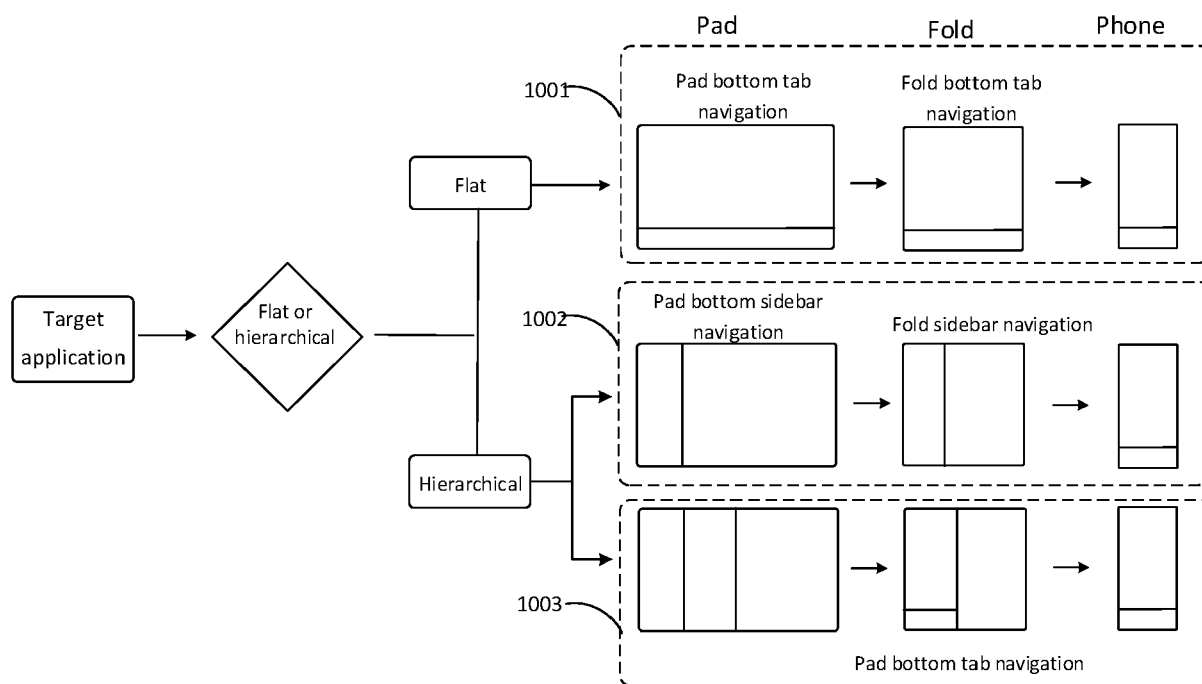 Pad
Fold
Phone
1001
Pad bottom tab
navigation
Fold bottom tab
navigation
Flat
Target
application
Flat or
hierarchical
1002
Pad bottom sidebar
navigation
Fold sidebar navigation
Hierarchical
1003
Pad bottom tab navigation